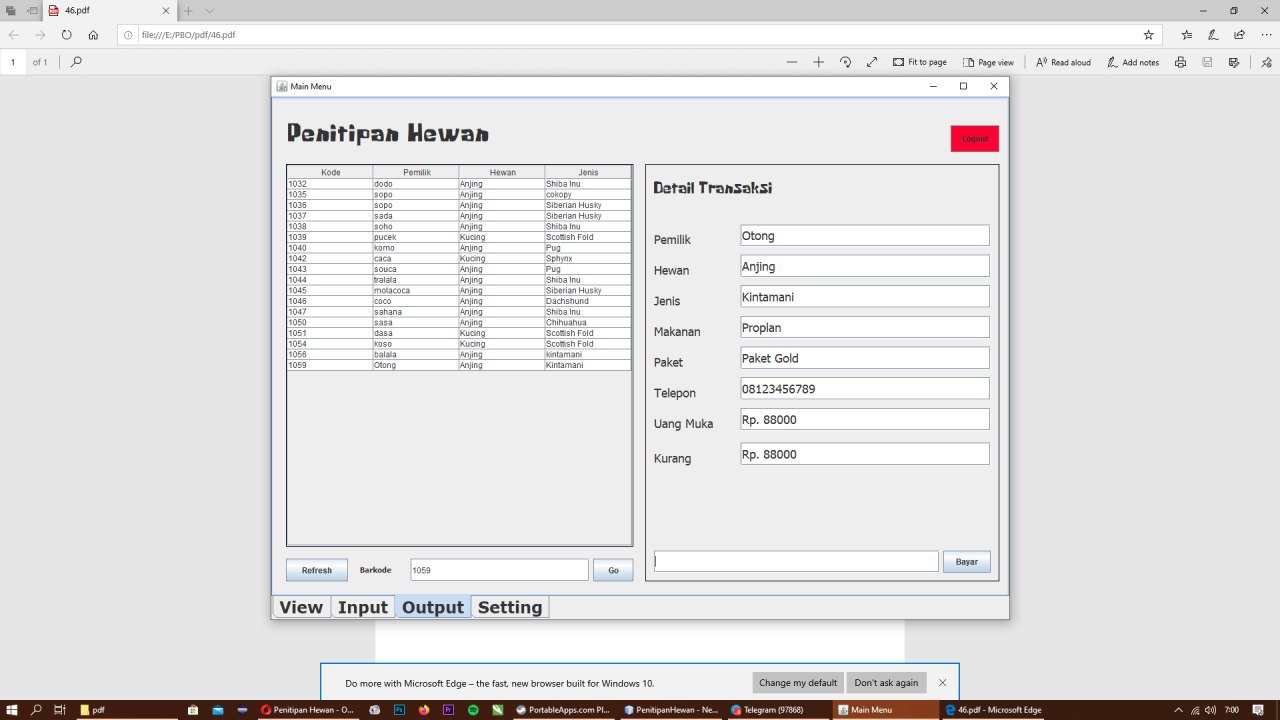 46.pdf
file:///E:/PBO/pdf/46.pdf
1 of 1 Fit to page Page view Read aloud Add notes
Main Menu
Penitipan Hewan
Logout
Kode Pemilik Hewan Jenis
1032 dodo Anjing Shiba Inu
1035 sopo Anjing cokopy
1036 sopo Anjing Siberian Husky
1037 sada Anjing Siberian Husky
1038 soho Anjing Shiba Inu
1039 pucek Kucing Scottish Fold
1040 komo Anjing Pug
1042 caca Kucing Sphynx
1043 souca Anjing Pug
1044 tralala Anjing Shiba Inu
1045 molacoca Anjing Siberian Husky
1046 coco Anjing Dachshund
1047 sahana Anjing Shiba Inu
1050 sasa Anjing Chihuahua
1051 dasa Kucing Scottish Fold
1054 koso Kucing Scottish Fold
1056 balala Anjing kintamani
1059 Otong Anjing Kintamani
Refresh Barkode 1059 Go
Detail Transaksi
Pemilik Otong
Hewan Anjing
Jenis Kintamani
Makanan Proplan
Paket Paket Gold
Telepon 08123456789
Uang Muka Rp. 88000
Kurang Rp. 88000
Bayar
View Input Output Setting
Do more with Microsoft Edge – the fast, new browser built for Windows 10. Change my default Don't ask again
pdf Penitipan Hewan - O... PortableApps.com Pl... PenitipanHewan - Ne... Telegram (97868) Main Menu 46.pdf - Microsoft Edge 7:00